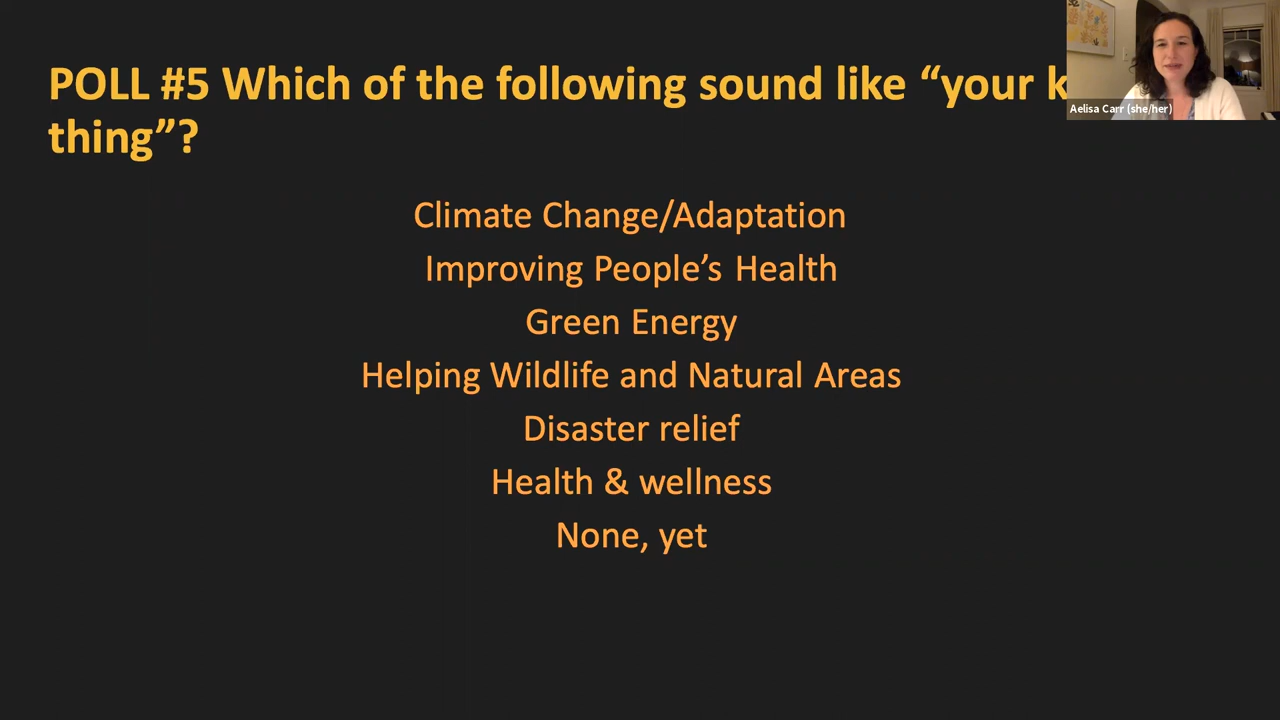 POLL #5 Which of the following sound like “your k
thing”?
Aelisa Carr (she/her)
Climate Change/Adaptation
Improving People’s Health
Green Energy
Helping Wildlife and Natural Areas
Disaster relief
Health & wellness
None, yet